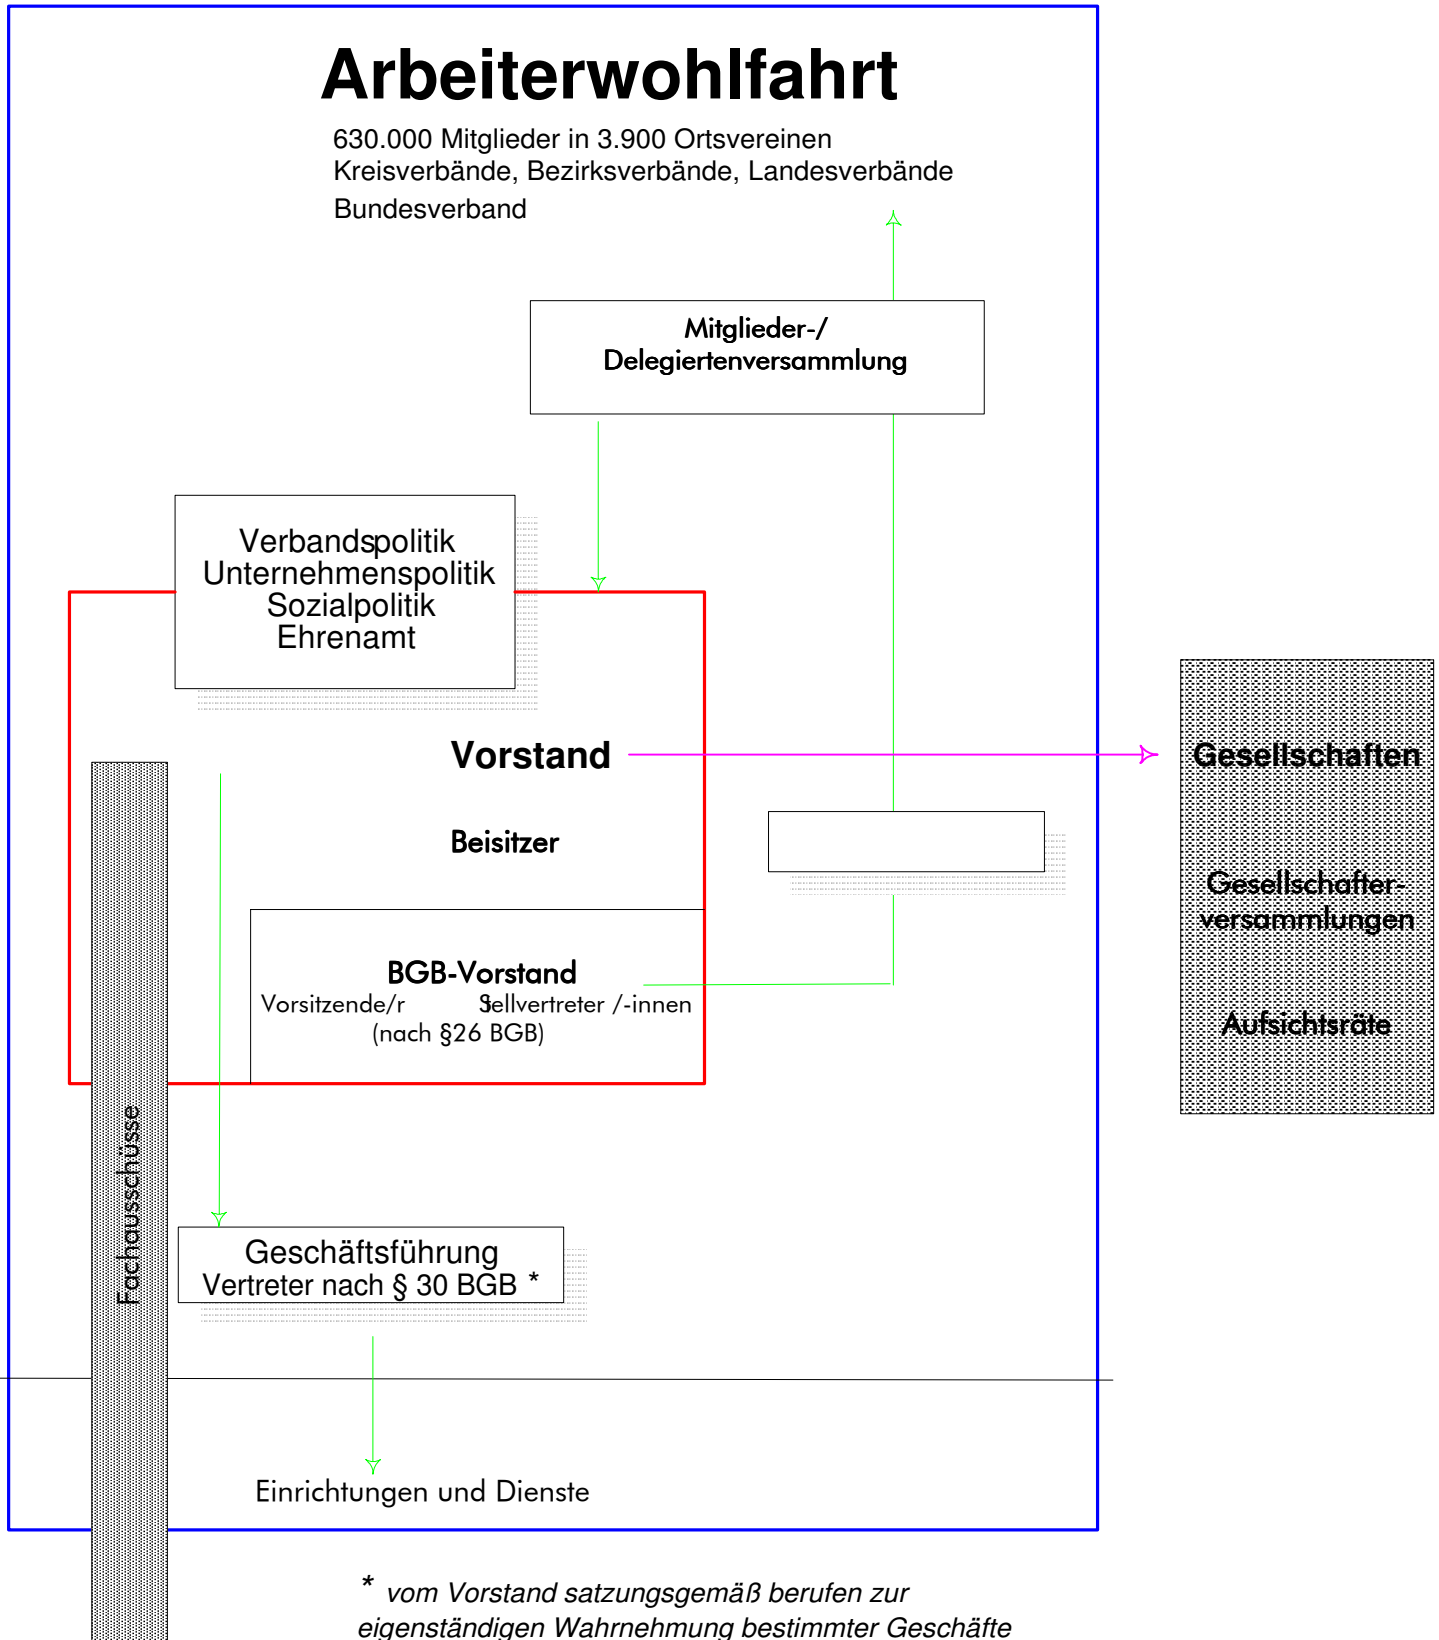 Arbeiterwohlfahrt
630.000 Mitglieder in 3.900 Ortsvereinen
Kreisverbände, Bezirksverbände, Landesverbände
Bundesverband
Mitglieder-/
Delegiertenversammlung
Verbandspolitik
Unternehmenspolitik
Sozialpolitik
Ehrenamt
Vorstand
Beisitzer
BGB-Vorstand
Vorsitzende/r Stellvertreter /-innen
(nach §26 BGB)
Gesellschaften
Gesellschafter-
versammlungen
Aufsichtsräte
Fachausschüsse
Geschäftsführung
Vertreter nach § 30 BGB *
Einrichtungen und Dienste
* vom Vorstand satzungsgemäß berufen zur
eigenständigen Wahrnehmung bestimmter Geschäfte